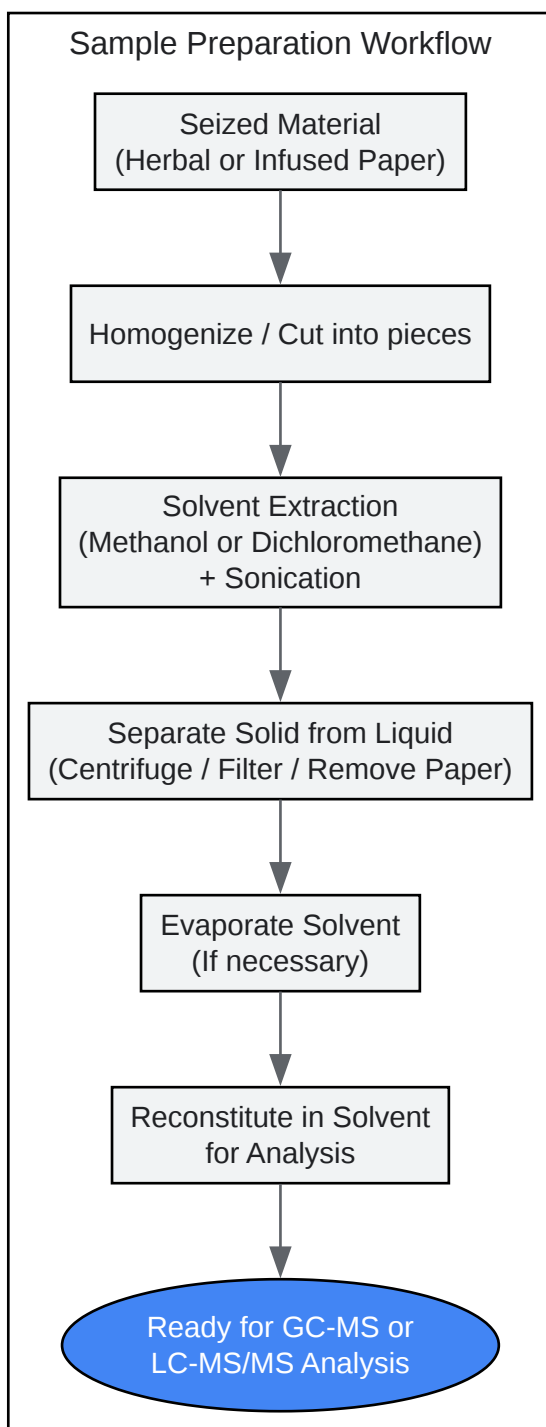 Sample Preparation Workflow
Seized Material
(Herbal or Infused Paper)
Homogenize / Cut into pieces
Solvent Extraction
(Methanol or Dichloromethane)
+ Sonication
Separate Solid from Liquid
(Centrifuge / Filter / Remove Paper)
Evaporate Solvent
(If necessary)
Reconstitute in Solvent
for Analysis
Ready for GC-MS or
LC-MS/MS Analysis